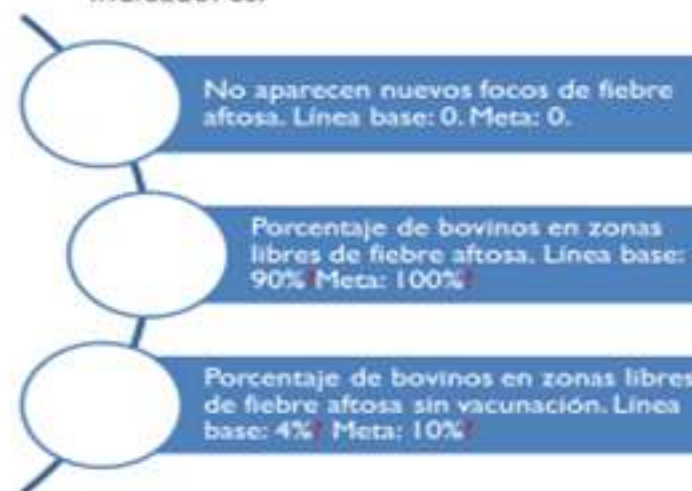 No aparecen nuevos focos de fiebre
aftosa. Línea base: 0. Meta: 0.
Porcentaje de bovinos en zonas
libres de fiebre aftosa. Línea base:
90%? Meta: 100%?
Porcentaje de bovinos en zonas libres
de fiebre aftosa sin vacunación. Línea
base: 4%? Meta: 10%?